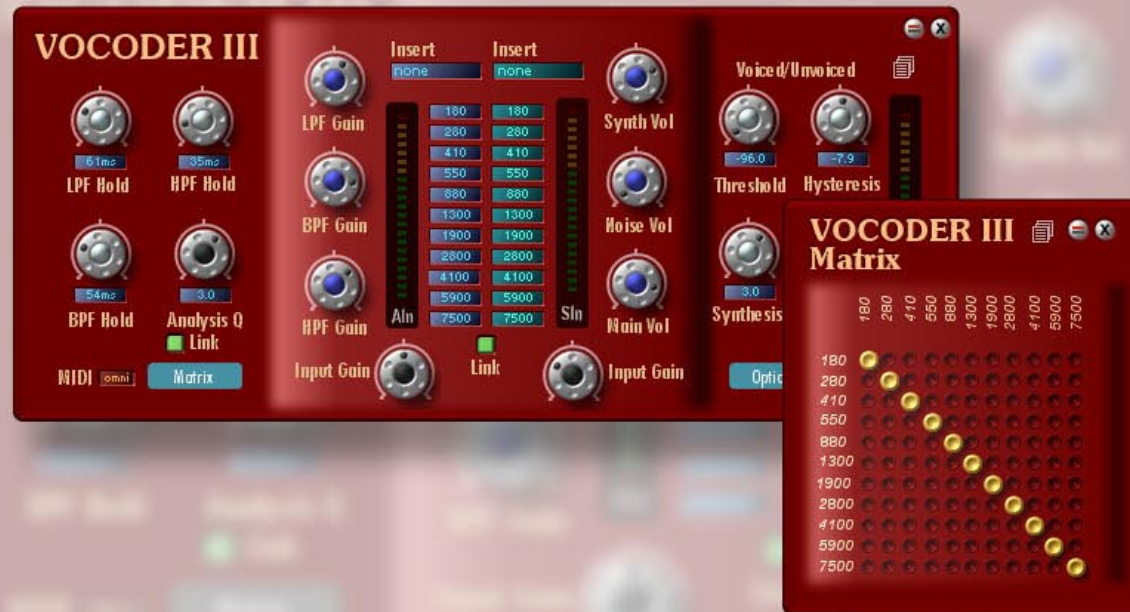 VOCODER III
61ms
35ms
LPF Hold
HPF Hold
54ms
3.0
BPF Hold
Analysis Q
Link
MIDI omni
Matrix
LPF Gain
BPF Gain
HPF Gain
Insert
Insert
none
none
180 180
280 280
410 410
550 550
880 880
1300 1300
1900 1900
2800 2800
4100 4100
5900 5900
7500 7500
AIn
SIn
Link
Input Gain
Input Gain
Synth Vol
Noise Vol
Main Vol
Voiced/Unvoiced
-96.0
-7.9
Threshold
Hysteresis
3.0
Synthesis
Optio
VOCODER III
Matrix
180 280 410 550 880 1300 1900 2800 4100 5900 7500
180
280
410
550
880
1300
1900
2800
4100
5900
7500